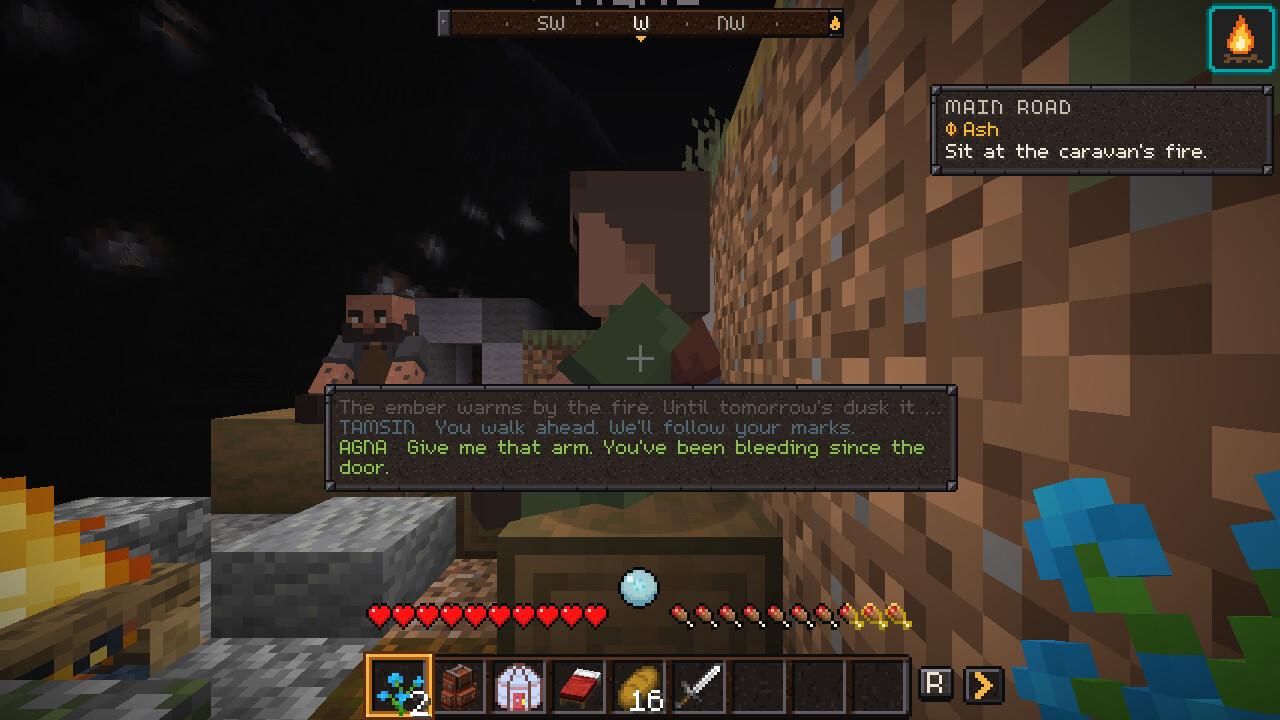 SW W NW
MAIN ROAD
Ash
Sit at the caravan's fire.
The ember warms by the fire. Until tomorrow's dusk it ...
TAMSIN You walk ahead. We'll follow your marks.
AGNA Give me that arm. You've been bleeding since the
door.
2
16
R